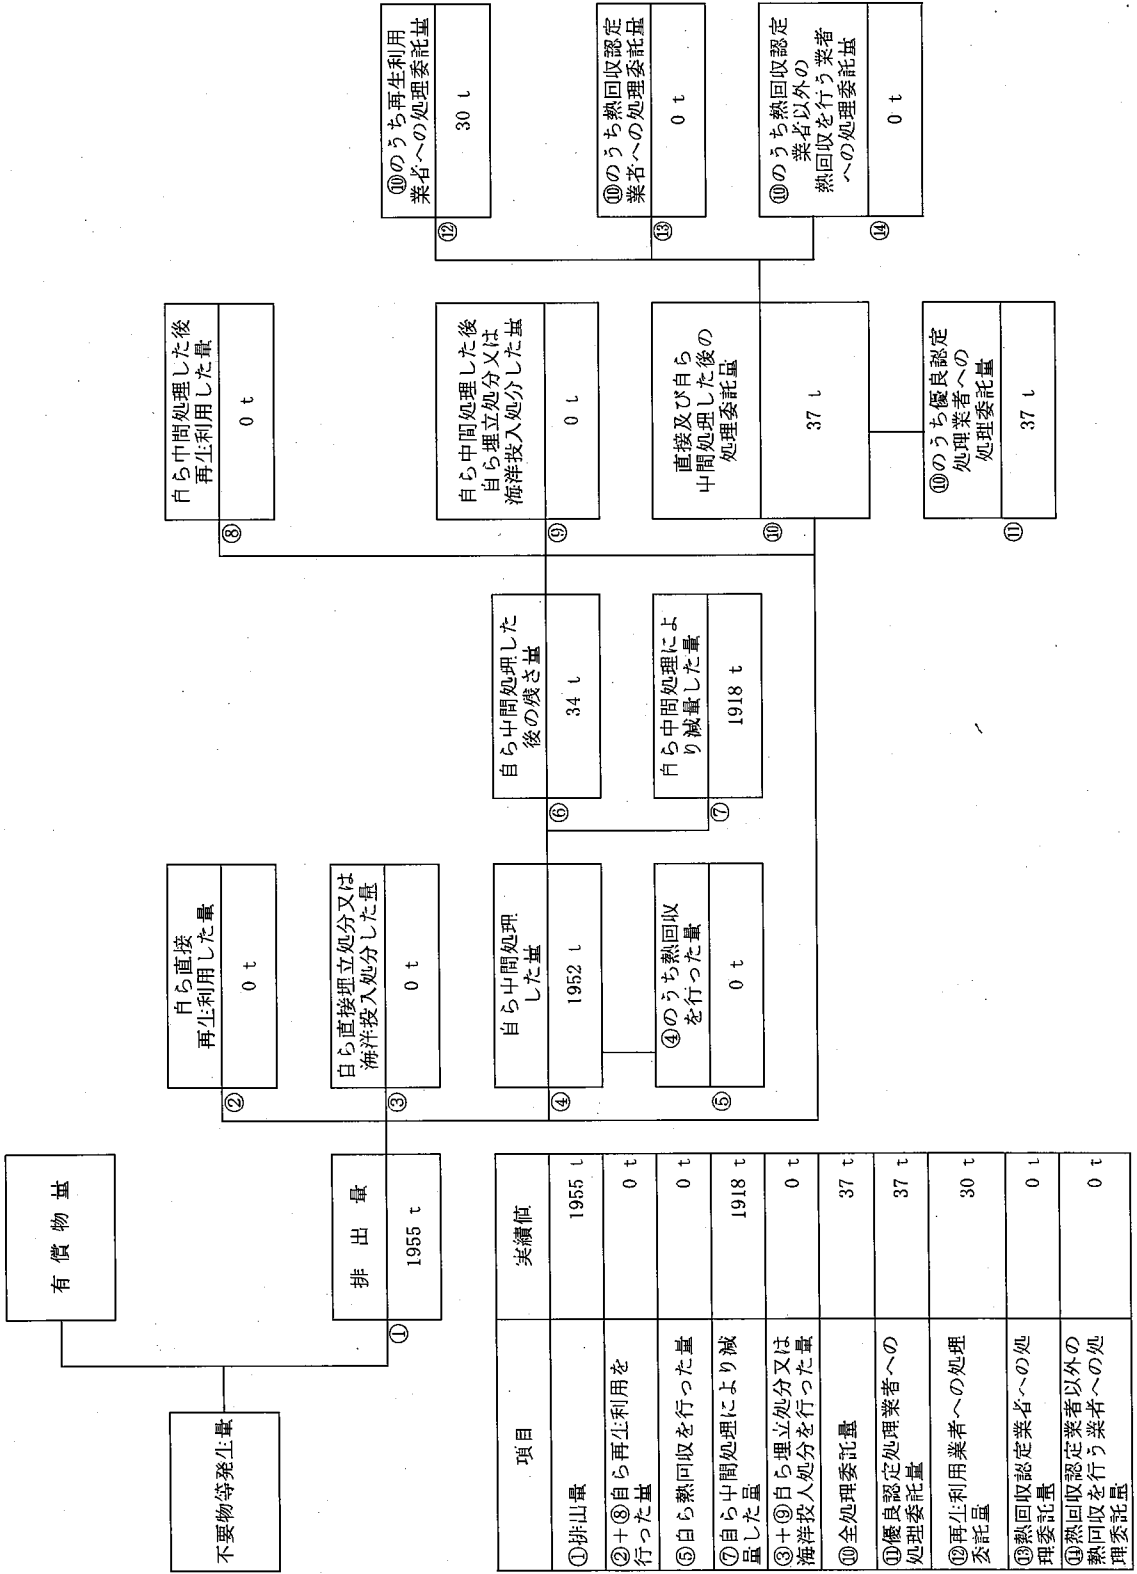 不要物等発生量
有償物量
①
排出量
1955 t
②
自ら直接
再生利用した量
0 t
③
自ら直接埋立処分又は
海洋投入処分した量
0 t
④
自ら中間処理
した量
1952 t
⑤
④のうち熱回収
を行った量
0 t
⑥
自ら中間処理した
後の残さ量
34 t
⑦
自ら中間処理によ
り減量した量
1918 t
⑧
自ら中間処理した後
再生利用した量
0 t
⑨
自ら中間処理した後
自ら埋立処分又は
海洋投入処分した量
0 t
⑩
直接及び自ら
中間処理した後の
処理委託量
37 t
⑪
⑩のうち優良認定
処理業者への
処理委託量
37 t
⑫
⑩のうち再生利用
業者への処理委託量
30 t
⑬
⑩のうち熱回収認定
業者への処理委託量
0 t
⑭
⑩のうち熱回収認定
業者以外の
熱回収を行う業者
への処理委託量
0 t
項目
実績値
①排出量
1955 t
②+⑧自ら再生利用を
行った量
0 t
⑤自ら熱回収を行った量
0 t
⑦自ら中間処理により減
量した量
1918 t
③+⑨自ら埋立処分又は
海洋投入処分を行った量
0 t
⑩全処理委託量
37 t
⑪優良認定処理業者への
処理委託量
37 t
⑫再生利用業者への処理
委託量
30 t
⑬熱回収認定業者への処
理委託量
0 t
⑭熱回収認定業者以外の
熱回収を行う業者への処
理委託量
0 t